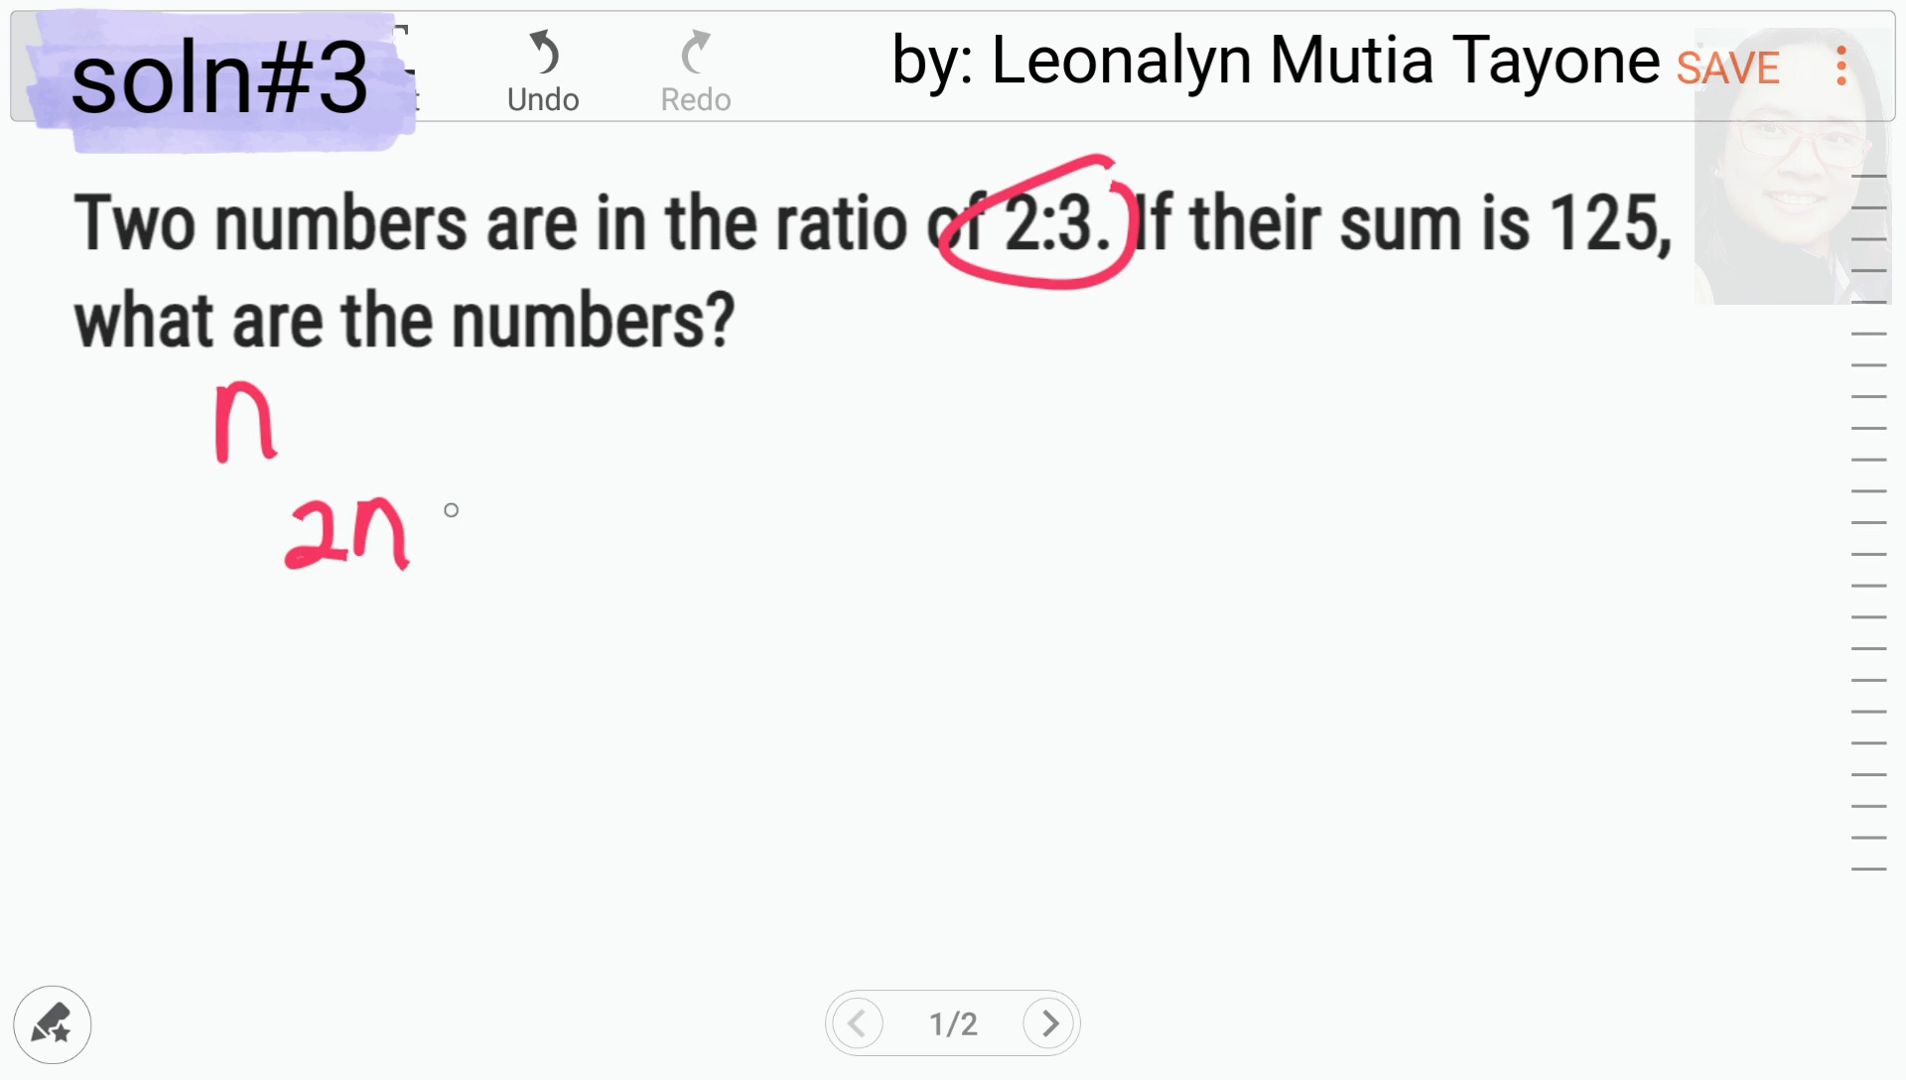 soln#3
Undo
Redo
by: Leonalyn Mutia Tayone
SAVE
Two numbers are in the ratio of 2:3. If their sum is 125,
what are the numbers?
n
2n
1/2